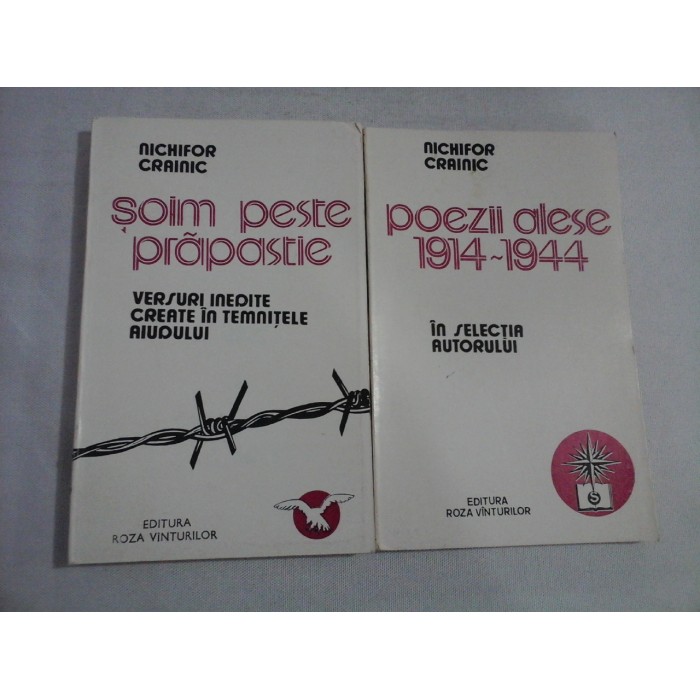 NICHIFOR
CRAINIC
șoim peste
prăpastie
VERSURI INEDITE
CREATE ÎN TEMNIȚELE
AIUDULUI
EDITURA
ROZA VÎNTURILOR
NICHIFOR
CRAINIC
poezii alese
1914~1944
ÎN SELECȚIA
AUTORULUI
EDITURA
ROZA VÎNTURILOR